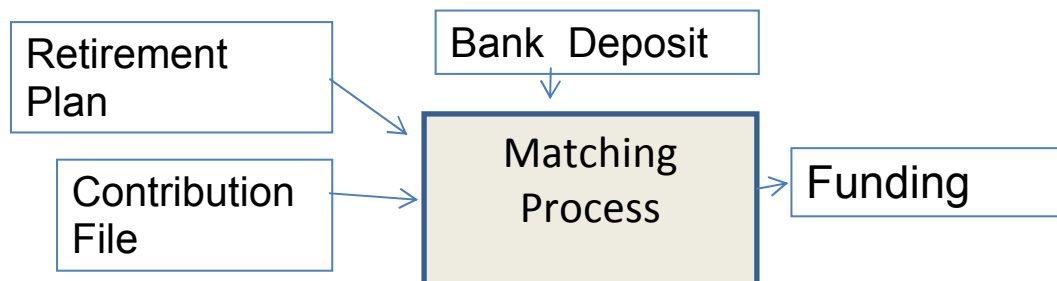 Retirement
Plan
Bank Deposit
Matching
Process
Contribution
File
Funding